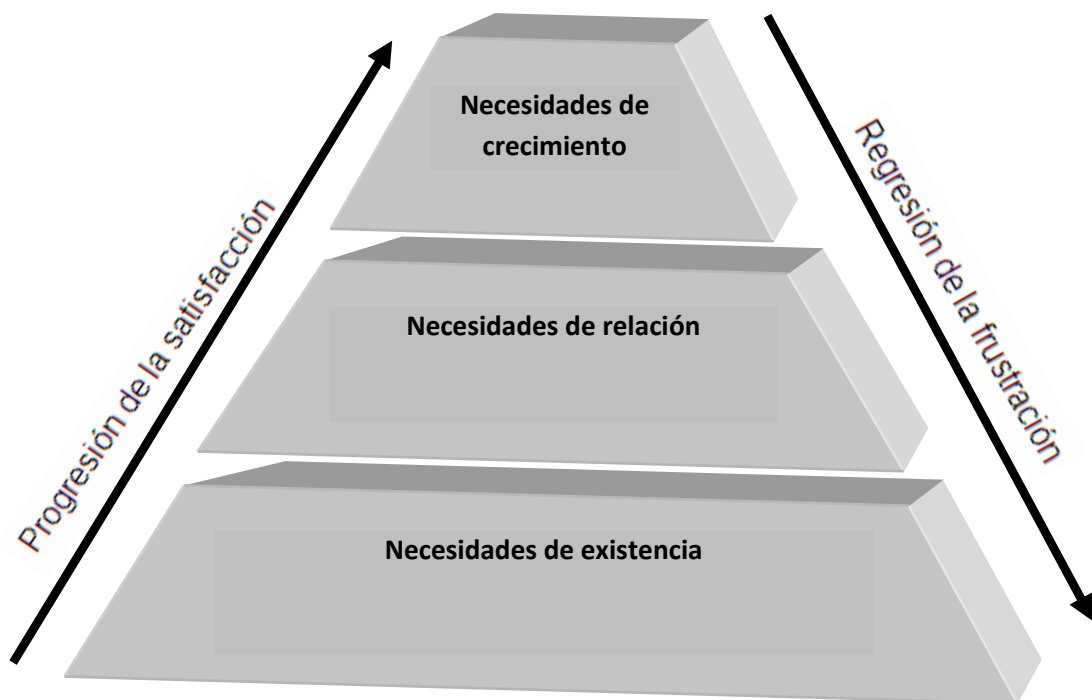 Necesidades de
crecimiento
Necesidades de relación
Necesidades de existencia
Progresión de la satisfacción
Regresión de la frustración